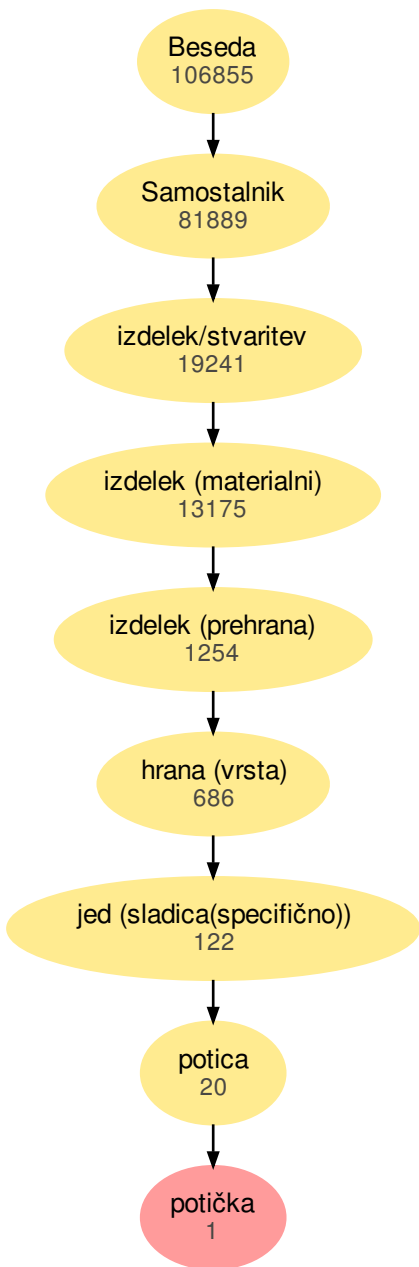 Beseda
106855
Samostalnik
81889
izdelek/stvaritev
19241
izdelek (materialni)
13175
izdelek (prehrana)
1254
hrana (vrsta)
686
jed (sladica(specifično))
122
potica
20
potička
1